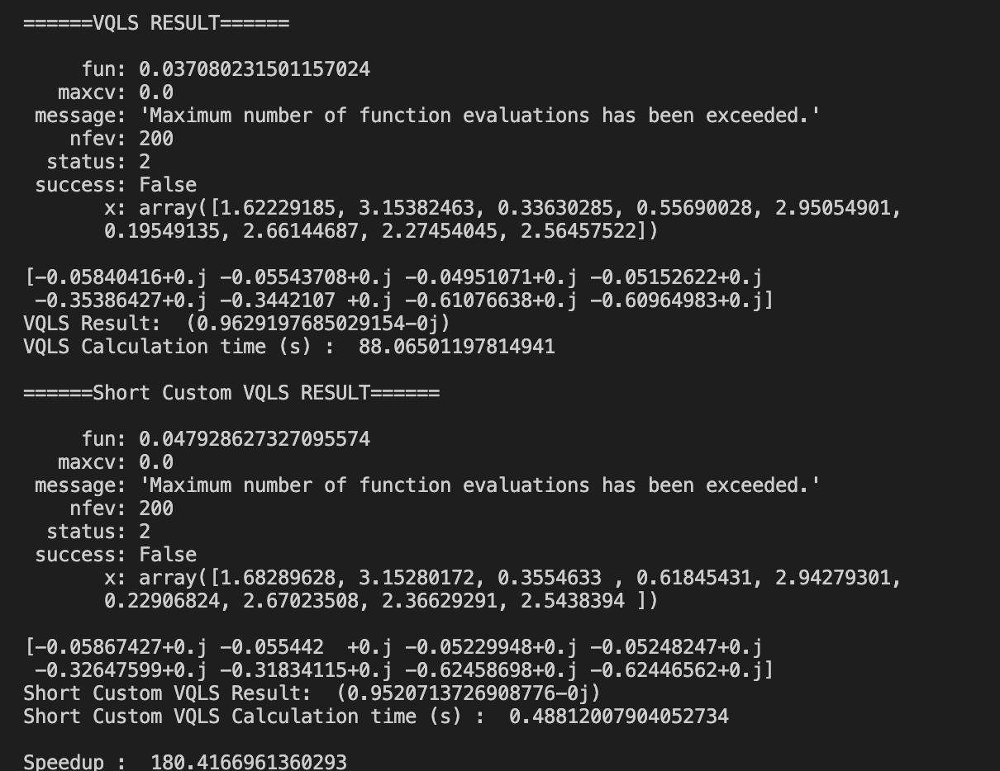 ======VQLS RESULT======
fun: 0.037080231501157024
maxcv: 0.0
message: 'Maximum number of function evaluations has been exceeded.'
nfev: 200
status: 2
success: False
x: array([1.62229185, 3.15382463, 0.33630285, 0.55690028, 2.95054901,
0.19549135, 2.66144687, 2.27454045, 2.56457522])
[-0.05840416+0.j -0.05543708+0.j -0.04951071+0.j -0.05152622+0.j
-0.35386427+0.j -0.3442107 +0.j -0.61076638+0.j -0.60964983+0.j]
VQLS Result:  (0.9629197685029154-0j)
VQLS Calculation time (s) :  88.06501197814941
======Short Custom VQLS RESULT======
fun: 0.047928627327095574
maxcv: 0.0
message: 'Maximum number of function evaluations has been exceeded.'
nfev: 200
status: 2
success: False
x: array([1.68289628, 3.15280172, 0.3554633 , 0.61845431, 2.94279301,
0.22906824, 2.67023508, 2.36629291, 2.5438394 ])
[-0.05867427+0.j -0.055442  +0.j -0.05229948+0.j -0.05248247+0.j
-0.32647599+0.j -0.31834115+0.j -0.62458698+0.j -0.62446562+0.j]
Short Custom VQLS Result:  (0.9520713726908776-0j)
Short Custom VQLS Calculation time (s) :  0.48812007904052734
Speedup :  180.4166961360293